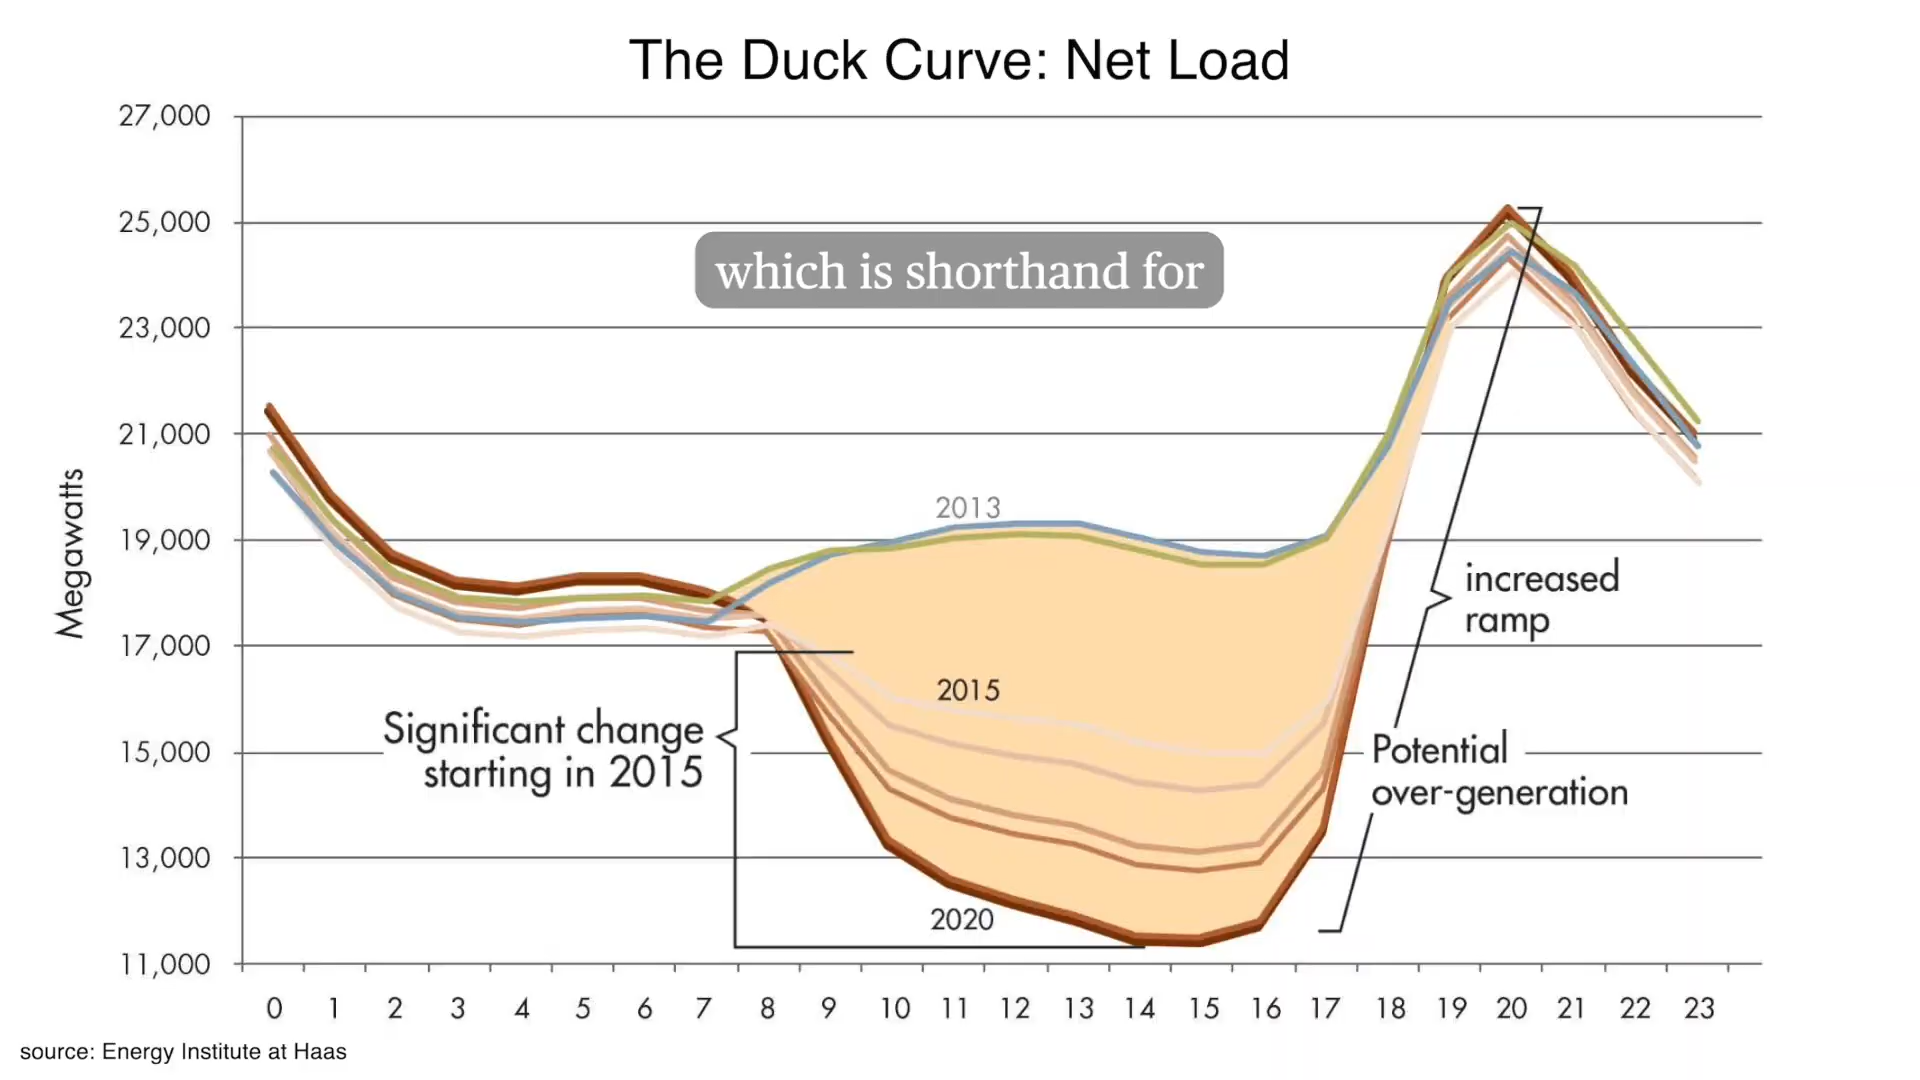 The Duck Curve: Net Load
27,000
25,000
23,000
21,000
19,000
17,000
15,000
13,000
11,000
Megawatts
which is shorthand for
2013
2015
2020
Significant change
starting in 2015
increased
ramp
Potential
over-generation
0 1 2 3 4 5 6 7 8 9 10 11 12 13 14 15 16 17 18 19 20 21 22 23
source: Energy Institute at Haas